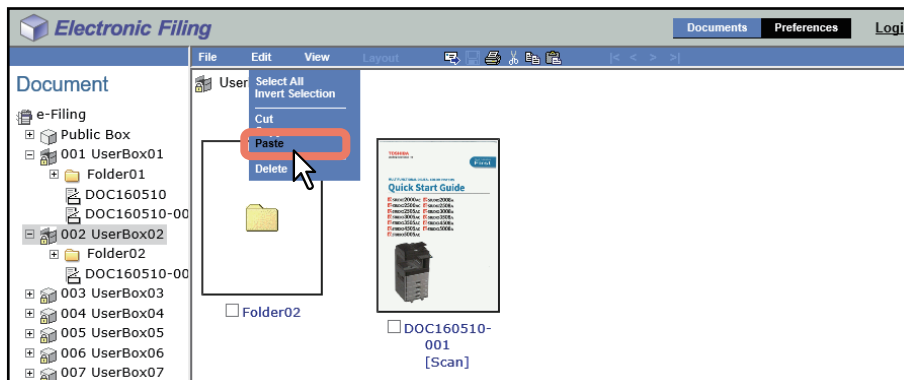 Electronic Filing
Documents
Preferences
Logi
File
Edit
View
Layout
|<
<
>
>|
Document
e-Filing
Public Box
001 UserBox01
Folder01
DOC160510
DOC160510-00
002 UserBox02
Folder02
DOC160510-00
003 UserBox03
004 UserBox04
005 UserBox05
006 UserBox06
007 UserBox07
User
Select All
Invert Selection
Cut
Paste
Delete
Folder02
TOSHIBA
Quick Start Guide
DOC160510-
001
[Scan]